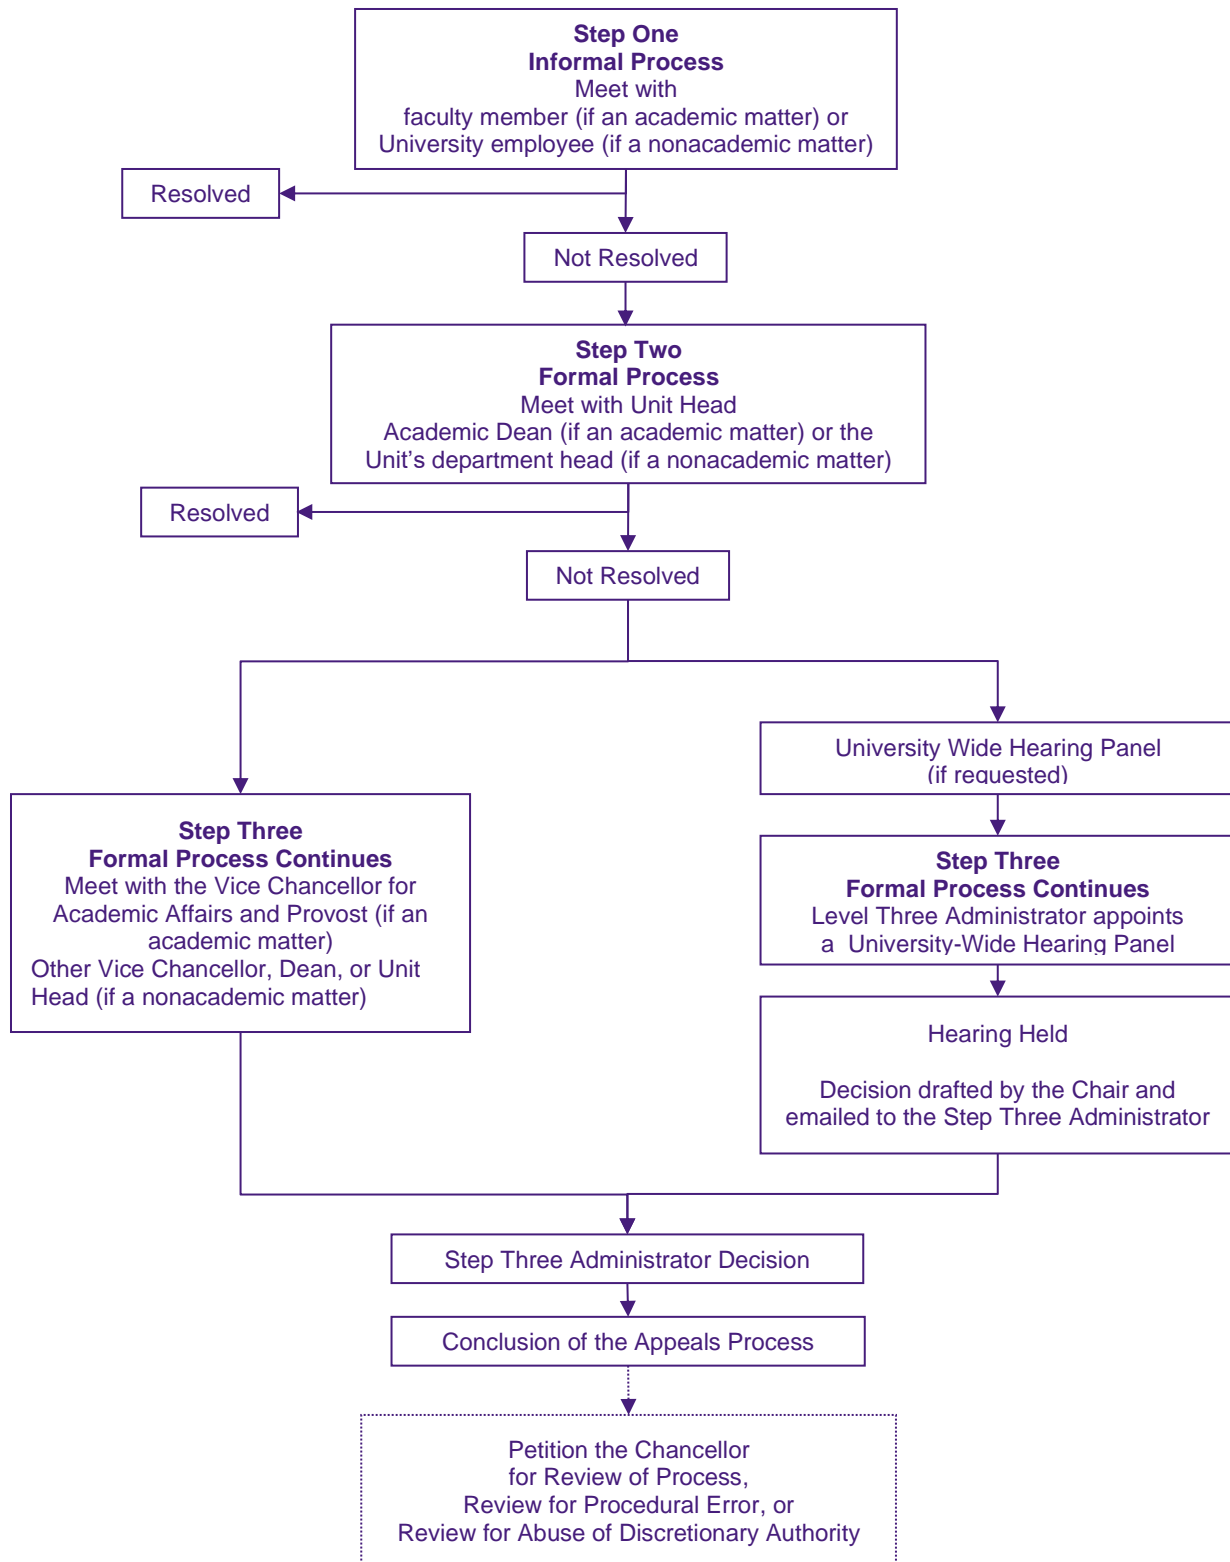 Step One
Informal Process
Meet with
faculty member (if an academic matter) or
University employee (if a nonacademic matter)
Resolved
Not Resolved
Step Two
Formal Process
Meet with Unit Head
Academic Dean (if an academic matter) or the
Unit’s department head (if a nonacademic matter)
Resolved
Not Resolved
University Wide Hearing Panel
(if requested)
Step Three
Formal Process Continues
Meet with the Vice Chancellor for
Academic Affairs and Provost (if an
academic matter)
Other Vice Chancellor, Dean, or Unit
Head (if a nonacademic matter)
Step Three
Formal Process Continues
Level Three Administrator appoints
a University-Wide Hearing Panel
Hearing Held
Decision drafted by the Chair and
emailed to the Step Three Administrator
Step Three Administrator Decision
Conclusion of the Appeals Process
Petition the Chancellor
for Review of Process,
Review for Procedural Error, or
Review for Abuse of Discretionary Authority